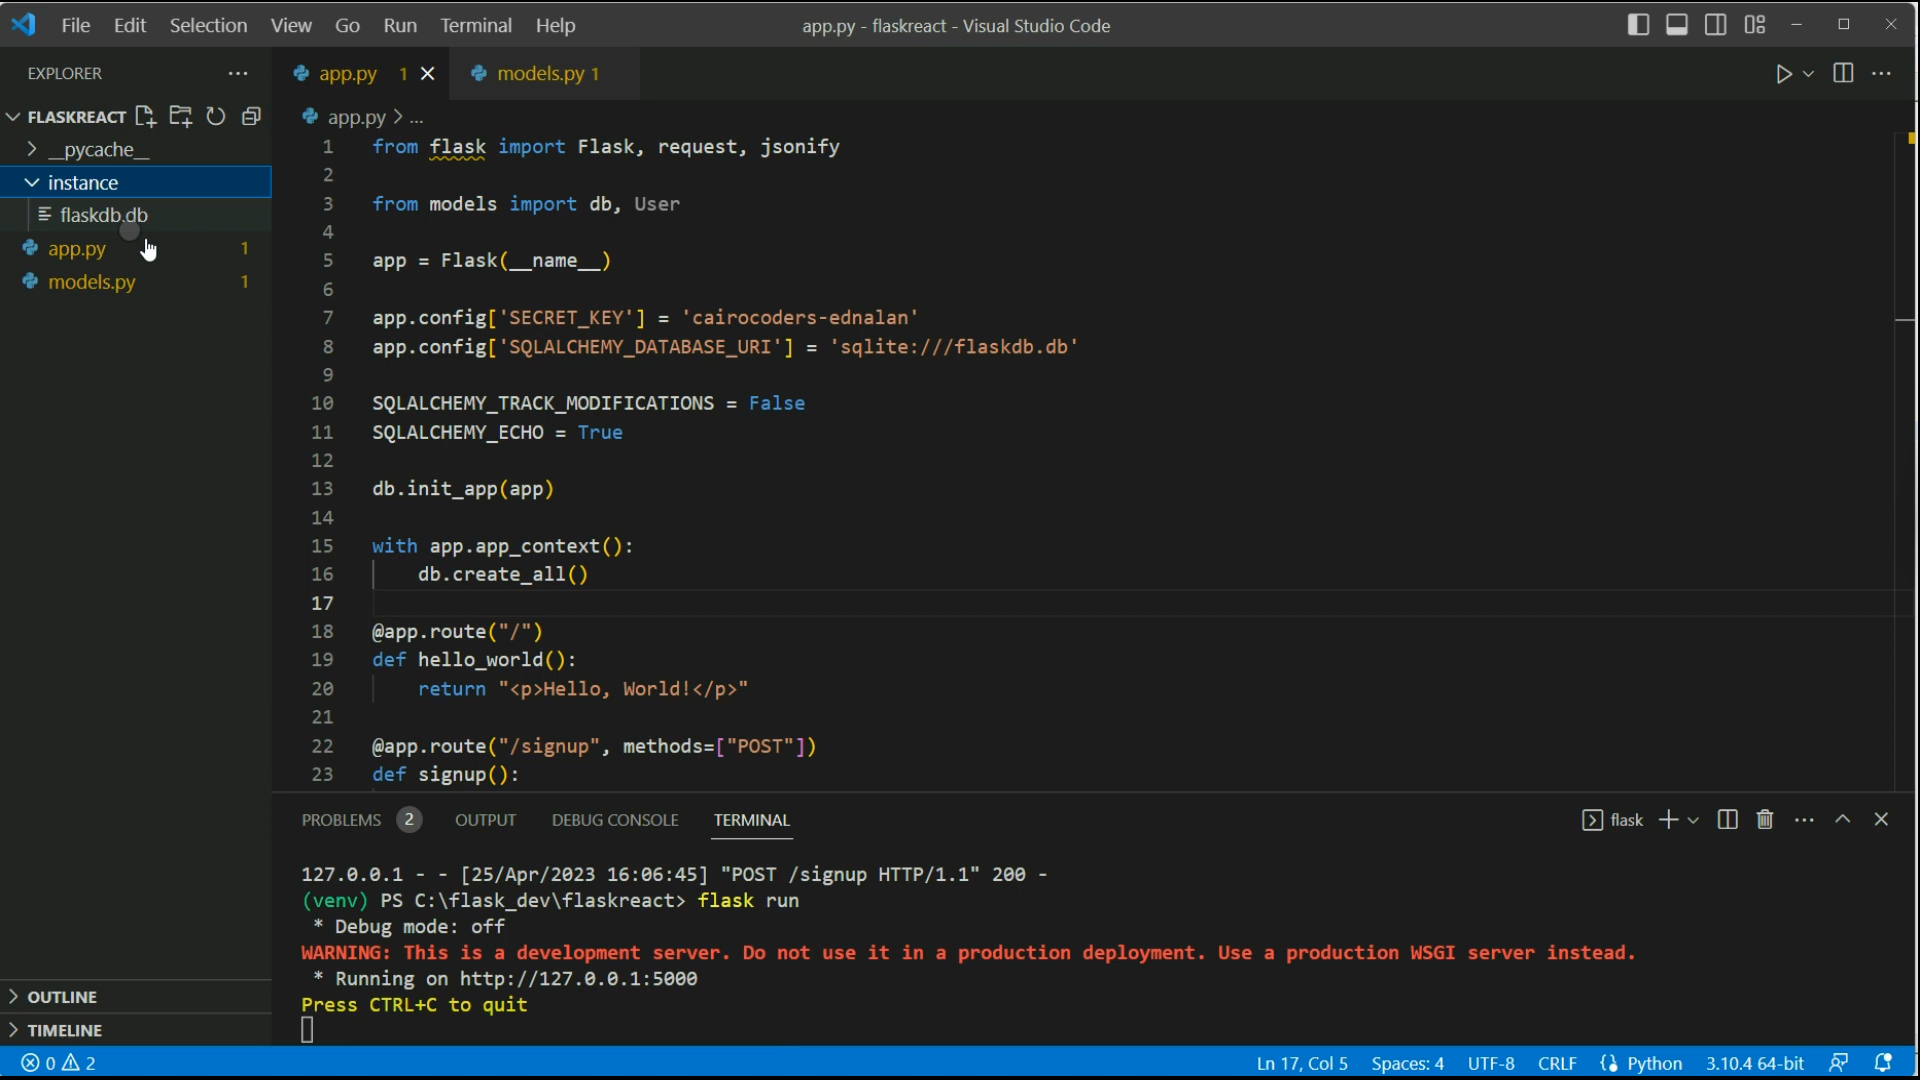 File Edit Selection View Go Run Terminal Help app.py - flaskreact - Visual Studio Code
EXPLORER
app.py 1
models.py 1
FLASKREACT
__pycache__
instance
flaskdb.db
app.py 1
models.py 1
app.py > ...
1 from flask import Flask, request, jsonify
2
3 from models import db, User
4
5 app = Flask(__name__)
6
7 app.config['SECRET_KEY'] = 'cairocoders-ednalan'
8 app.config['SQLALCHEMY_DATABASE_URI'] = 'sqlite:///flaskdb.db'
9
10 SQLALCHEMY_TRACK_MODIFICATIONS = False
11 SQLALCHEMY_ECHO = True
12
13 db.init_app(app)
14
15 with app.app_context():
16     db.create_all()
17
18 @app.route("/")
19 def hello_world():
20     return "<p>Hello, World!</p>"
21
22 @app.route("/signup", methods=["POST"])
23 def signup():
PROBLEMS 2 OUTPUT DEBUG CONSOLE TERMINAL flask
127.0.0.1 - - [25/Apr/2023 16:06:45] "POST /signup HTTP/1.1" 200 -
(venv) PS C:\flask_dev\flaskreact> flask run
* Debug mode: off
WARNING: This is a development server. Do not use it in a production deployment. Use a production WSGI server instead.
* Running on http://127.0.0.1:5000
Press CTRL+C to quit
OUTLINE
TIMELINE
0 2 Ln 17, Col 5 Spaces: 4 UTF-8 CRLF Python 3.10.4 64-bit